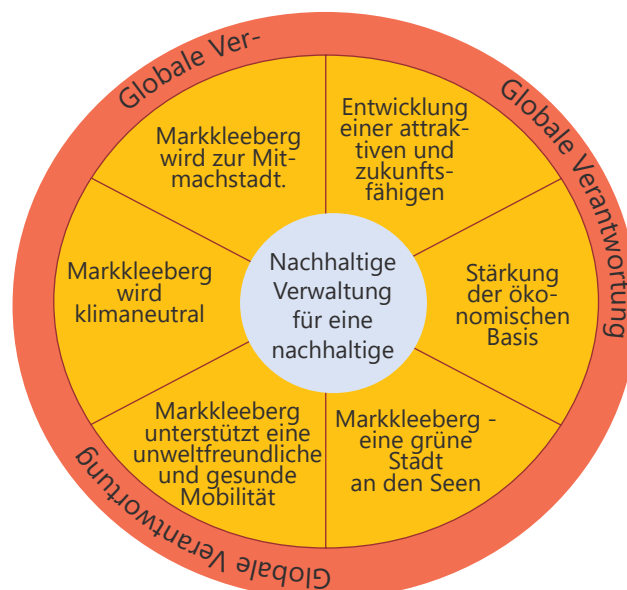 Globale Ver-
Globale Verantwortung
Globale Verantwortung
Markkleeberg
wird zur Mit-
machstadt.
Entwicklung
einer attrak-
tiven und
zukunfts-
fähigen
Markkleeberg
wird
klimaneutral
Nachhaltige
Verwaltung
für eine
nachhaltige
Stärkung
der öko-
nomischen
Basis
Markkleeberg
unterstützt eine
unweltfreundliche
und gesunde
Mobilität
Markkleeberg -
eine grüne
Stadt
an den Seen